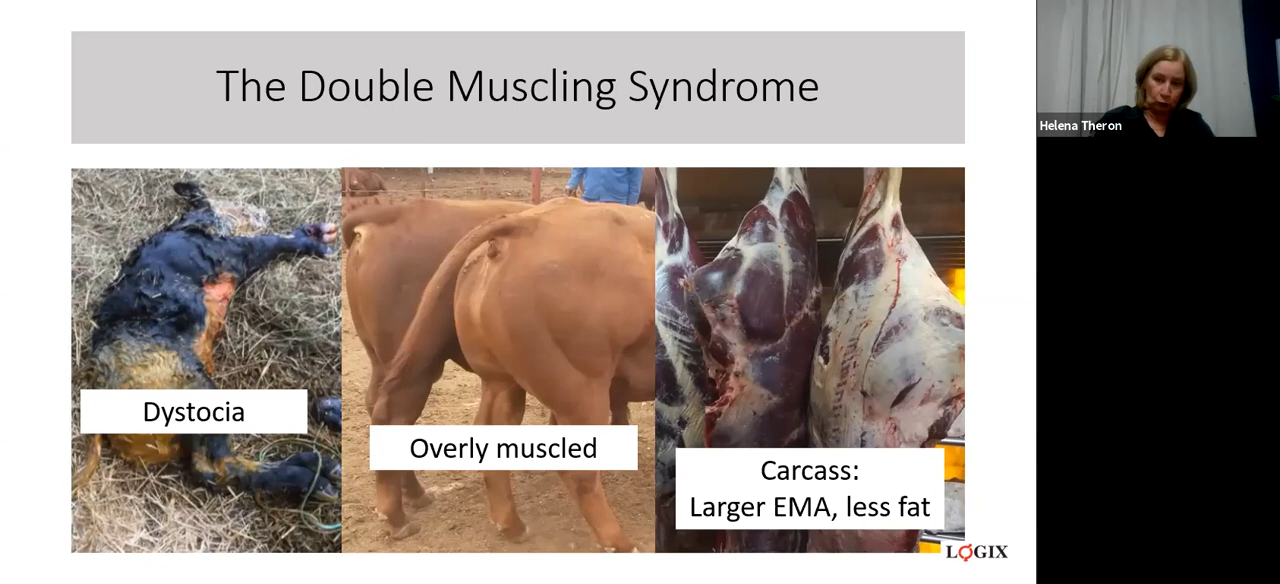 The Double Muscling Syndrome
Helena Theron
Dystocia
Overly muscled
Carcass:
Larger EMA, less fat
LOGIX